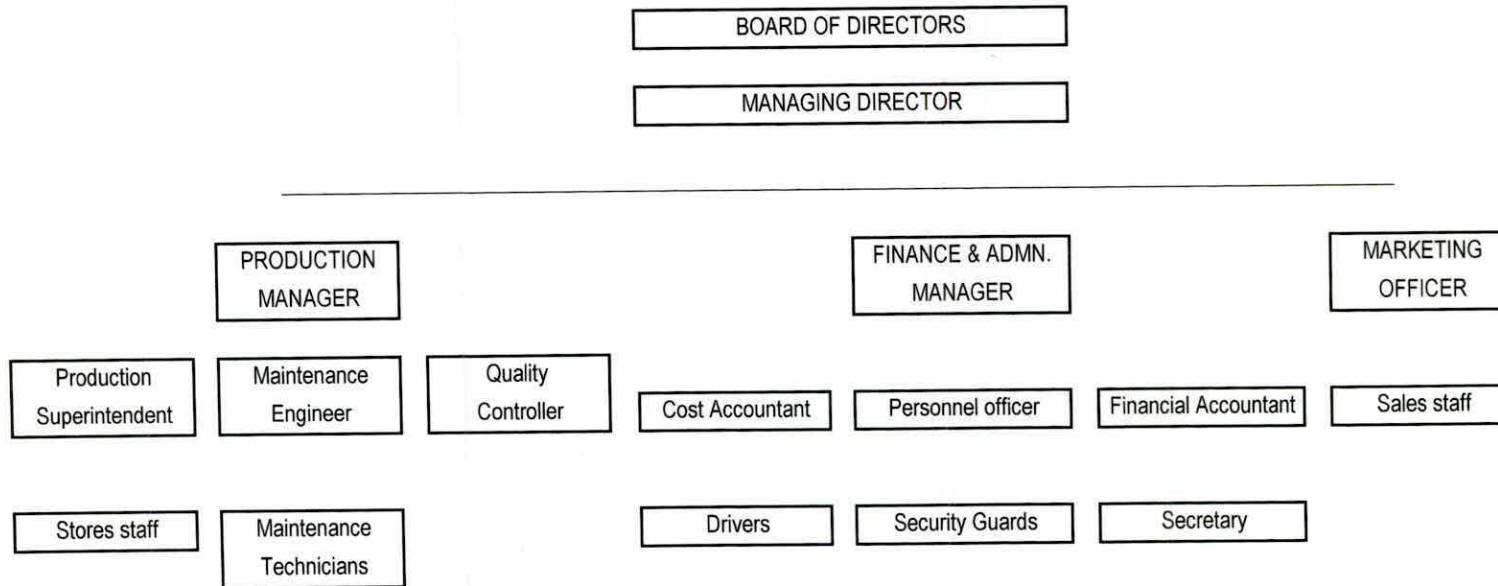 BOARD OF DIRECTORS
MANAGING DIRECTOR
PRODUCTION
MANAGER
FINANCE & ADMN.
MANAGER
MARKETING
OFFICER
Production
Superintendent
Maintenance
Engineer
Quality
Controller
Cost Accountant
Personnel officer
Financial Accountant
Sales staff
Stores staff
Maintenance
Technicians
Drivers
Security Guards
Secretary